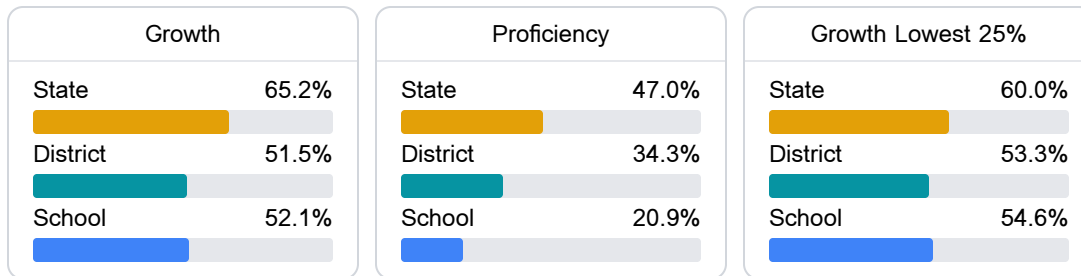 Growth
State 65.2%
District 51.5%
School 52.1%
Proficiency
State 47.0%
District 34.3%
School 20.9%
Growth Lowest 25%
State 60.0%
District 53.3%
School 54.6%